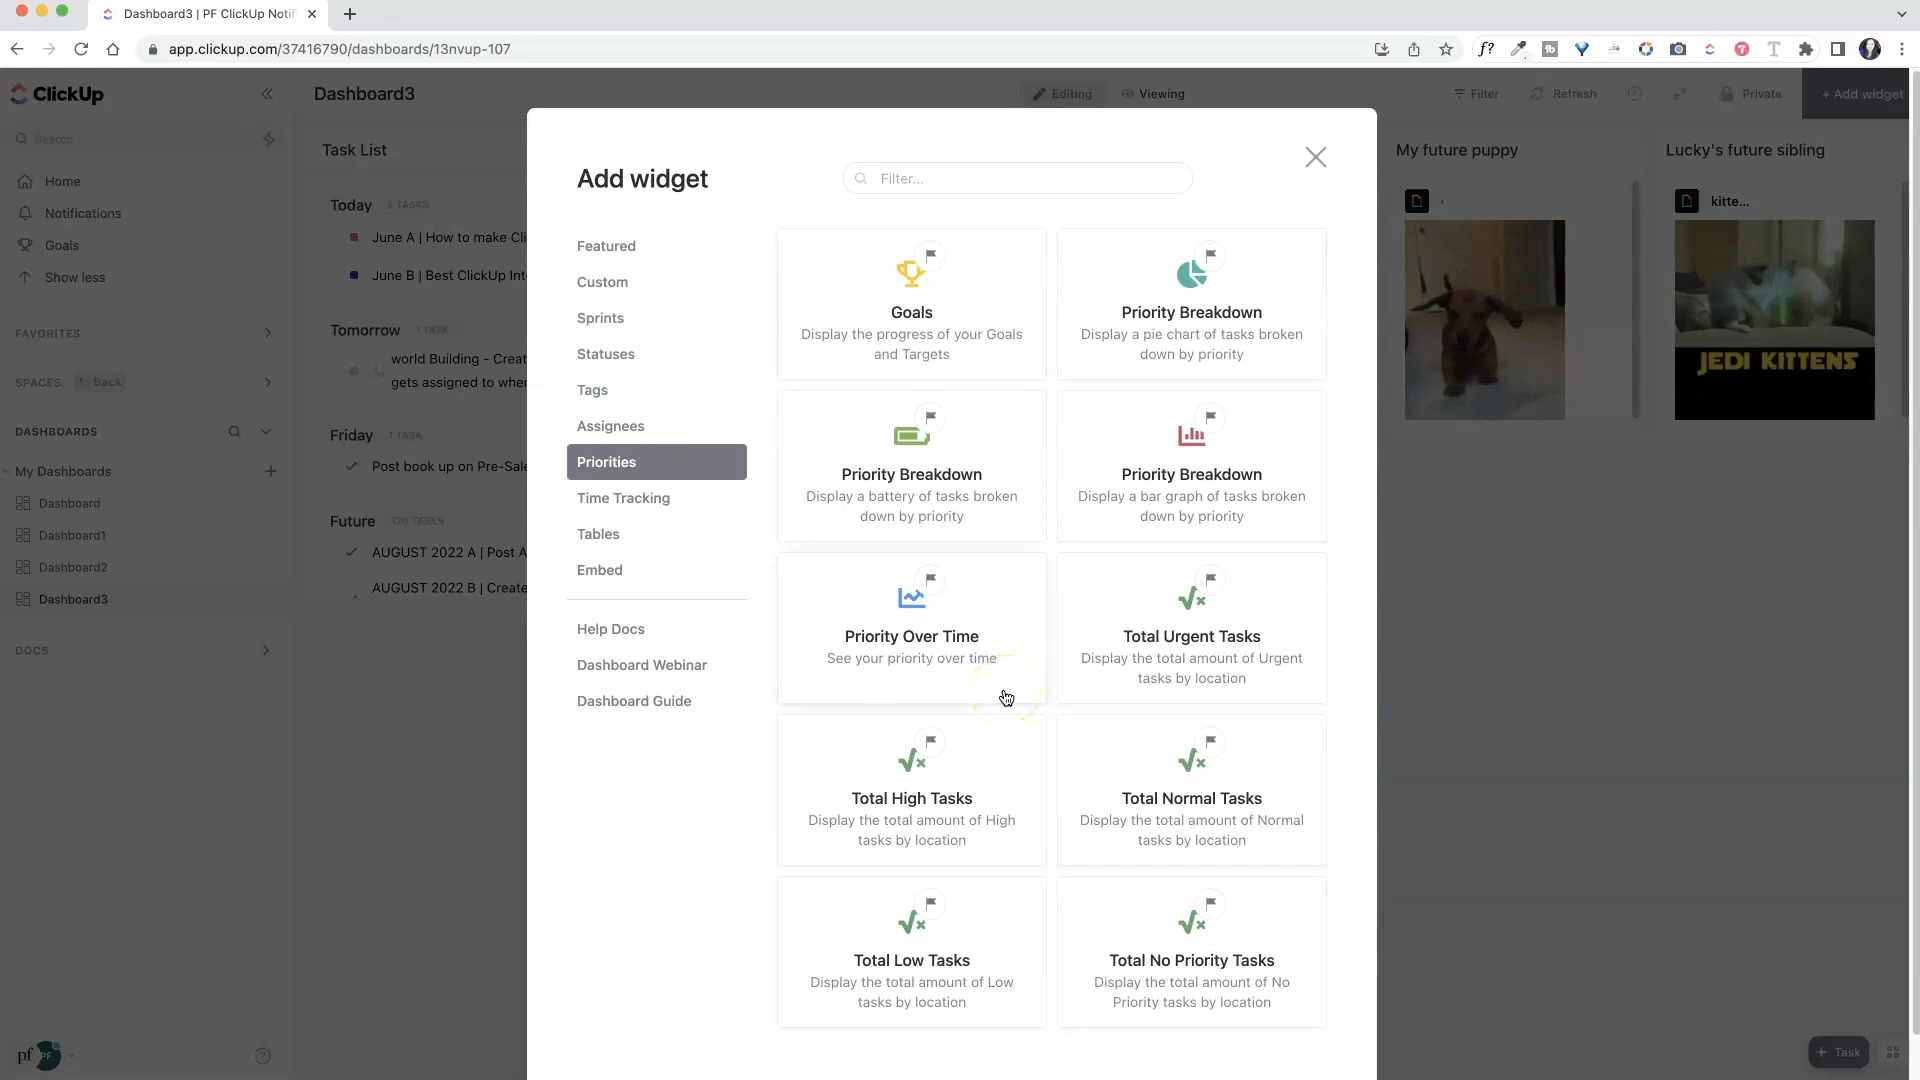 Dashboard3 | PF ClickUp Notif
app.clickup.com/37416790/dashboards/13nvup-107
ClickUp
Dashboard3
Editing
Viewing
Filter
Refresh
Private
+ Add widget
Search
Home
Notifications
Goals
Show less
FAVORITES
SPACES
Back
DASHBOARDS
My Dashboards
Dashboard
Dashboard1
Dashboard2
Dashboard3
DOCS
pf
PF
Task List
Today 2 TASKS
June A | How to make Cli
June B | Best ClickUp Int
Tomorrow 1 TASK
world Building - Creat
gets assigned to when
Friday 1 TASK
Post book up on Pre-Sale
Future 120 TASKS
AUGUST 2022 A | Post A
AUGUST 2022 B | Create
Add widget
Filter...
Featured
Custom
Sprints
Statuses
Tags
Assignees
Priorities
Time Tracking
Tables
Embed
Help Docs
Dashboard Webinar
Dashboard Guide
Goals
Display the progress of your Goals
and Targets
Priority Breakdown
Display a pie chart of tasks broken
down by priority
Priority Breakdown
Display a battery of tasks broken
down by priority
Priority Breakdown
Display a bar graph of tasks broken
down by priority
Priority Over Time
See your priority over time
Total Urgent Tasks
Display the total amount of Urgent
tasks by location
Total High Tasks
Display the total amount of High
tasks by location
Total Normal Tasks
Display the total amount of Normal
tasks by location
Total Low Tasks
Display the total amount of Low
tasks by location
Total No Priority Tasks
Display the total amount of No
Priority tasks by location
My future puppy
Lucky's future sibling
kitte...
JEDI KITTENS
+ Task